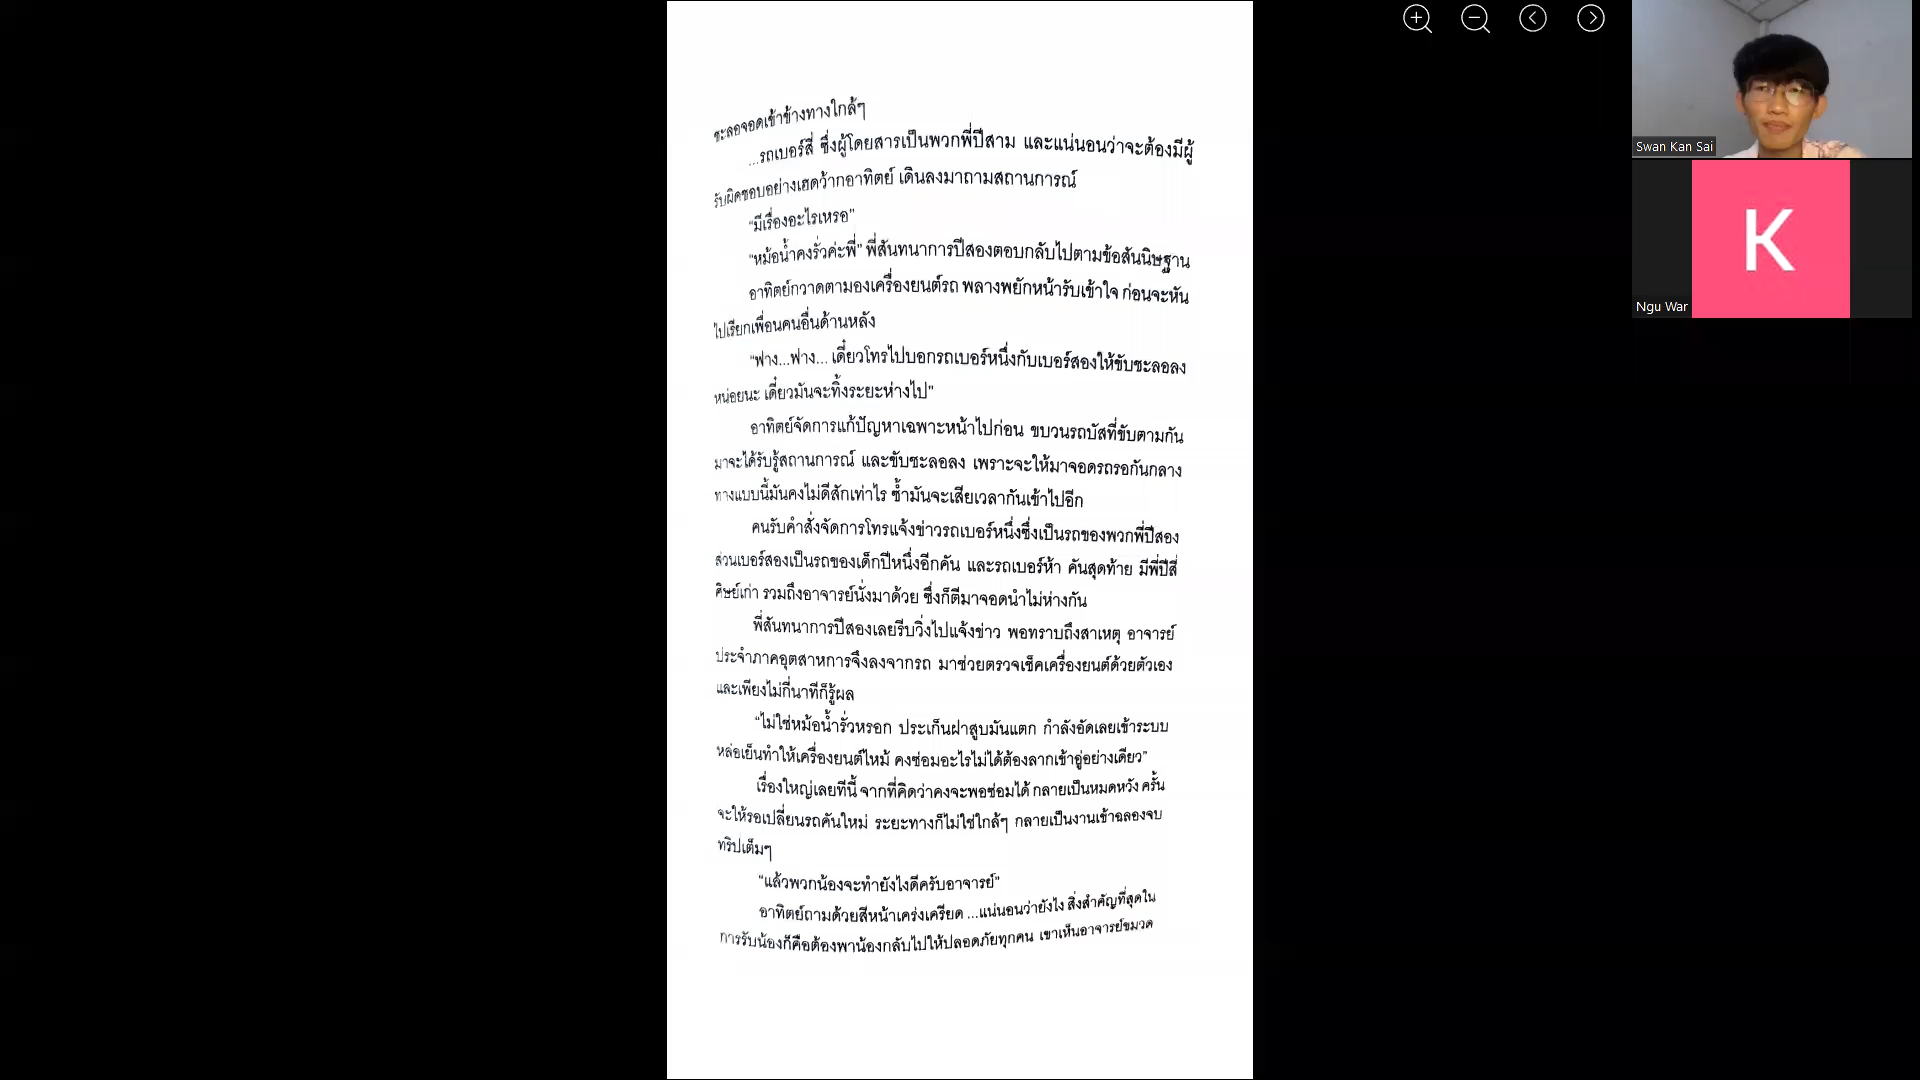 ชะลอจอดเข้าข้างทางใกล้ๆ
...รถเบอร์สี่ ซึ่งผู้โดยสารเป็นพวกพี่ปีสาม และแน่นอนว่าจะต้องมีผู้
รับผิดชอบอย่างเฮดว้ากอาทิตย์ เดินลงมาถามสถานการณ์
“มีเรื่องอะไรเหรอ”
“หม้อน้ำคงรั่วค่ะพี่” พี่สันทนาการปีสองตอบกลับไปตามข้อสันนิษฐาน
อาทิตย์กวาดตามองเครื่องยนต์รถ พลางพยักหน้ารับเข้าใจ ก่อนจะหัน
ไปเรียกเพื่อนคนอื่นด้านหลัง
“ฟาง...ฟาง... เดี๋ยวโทรไปบอกรถเบอร์หนึ่งกับเบอร์สองให้ขับชะลอลง
หน่อยนะ เดี๋ยวมันจะทิ้งระยะห่างไป”
อาทิตย์จัดการแก้ปัญหาเฉพาะหน้าไปก่อน ขบวนรถบัสที่ขับตามกัน
มาจะได้รับรู้สถานการณ์ และขับชะลอลง เพราะจะให้มาจอดรถรอกันกลาง
ทางแบบนี้มันคงไม่ดีสักเท่าไร ซ้ำมันจะเสียเวลากันเข้าไปอีก
คนรับคำสั่งจัดการโทรแจ้งข่าวรถเบอร์หนึ่งซึ่งเป็นรถของพวกพี่ปีสอง
ส่วนเบอร์สองเป็นรถของเด็กปีหนึ่งอีกคัน และรถเบอร์ห้า คันสุดท้าย มีพี่ปีสี่
ศิษย์เก่า รวมถึงอาจารย์นั่งมาด้วย ซึ่งก็ตีมาจอดนำไม่ห่างกัน
พี่สันทนาการปีสองเลยรีบวิ่งไปแจ้งข่าว พอทราบถึงสาเหตุ อาจารย์
ประจำภาคอุตสาหการจึงลงจากรถ มาช่วยตรวจเช็คเครื่องยนต์ด้วยตัวเอง
และเพียงไม่กี่นาทีก็รู้ผล
“ไม่ใช่หม้อน้ำรั่วหรอก ประเก็นฝาสูบมันแตก กำลังอัดเลยเข้าระบบ
หล่อเย็นทำให้เครื่องยนต์ไหม้ คงซ่อมอะไรไม่ได้ต้องลากเข้าอู่อย่างเดียว”
เรื่องใหญ่เลยทีนี้ จากที่คิดว่าคงจะพอซ่อมได้ กลายเป็นหมดหวัง ครั้น
จะให้รอเปลี่ยนรถคันใหม่ ระยะทางก็ไม่ใช่ใกล้ๆ กลายเป็นงานเข้าฉลองจบ
ทริปเต็มๆ
“แล้วพวกน้องจะทำยังไงดีครับอาจารย์”
อาทิตย์ถามด้วยสีหน้าเคร่งเครียด ...แน่นอนว่ายังไง สิ่งสำคัญที่สุดใน
การรับน้องก็คือต้องพาน้องกลับไปให้ปลอดภัยทุกคน เขาเห็นอาจารย์ขมวด
Swan Kan Sai
K
Ngu War